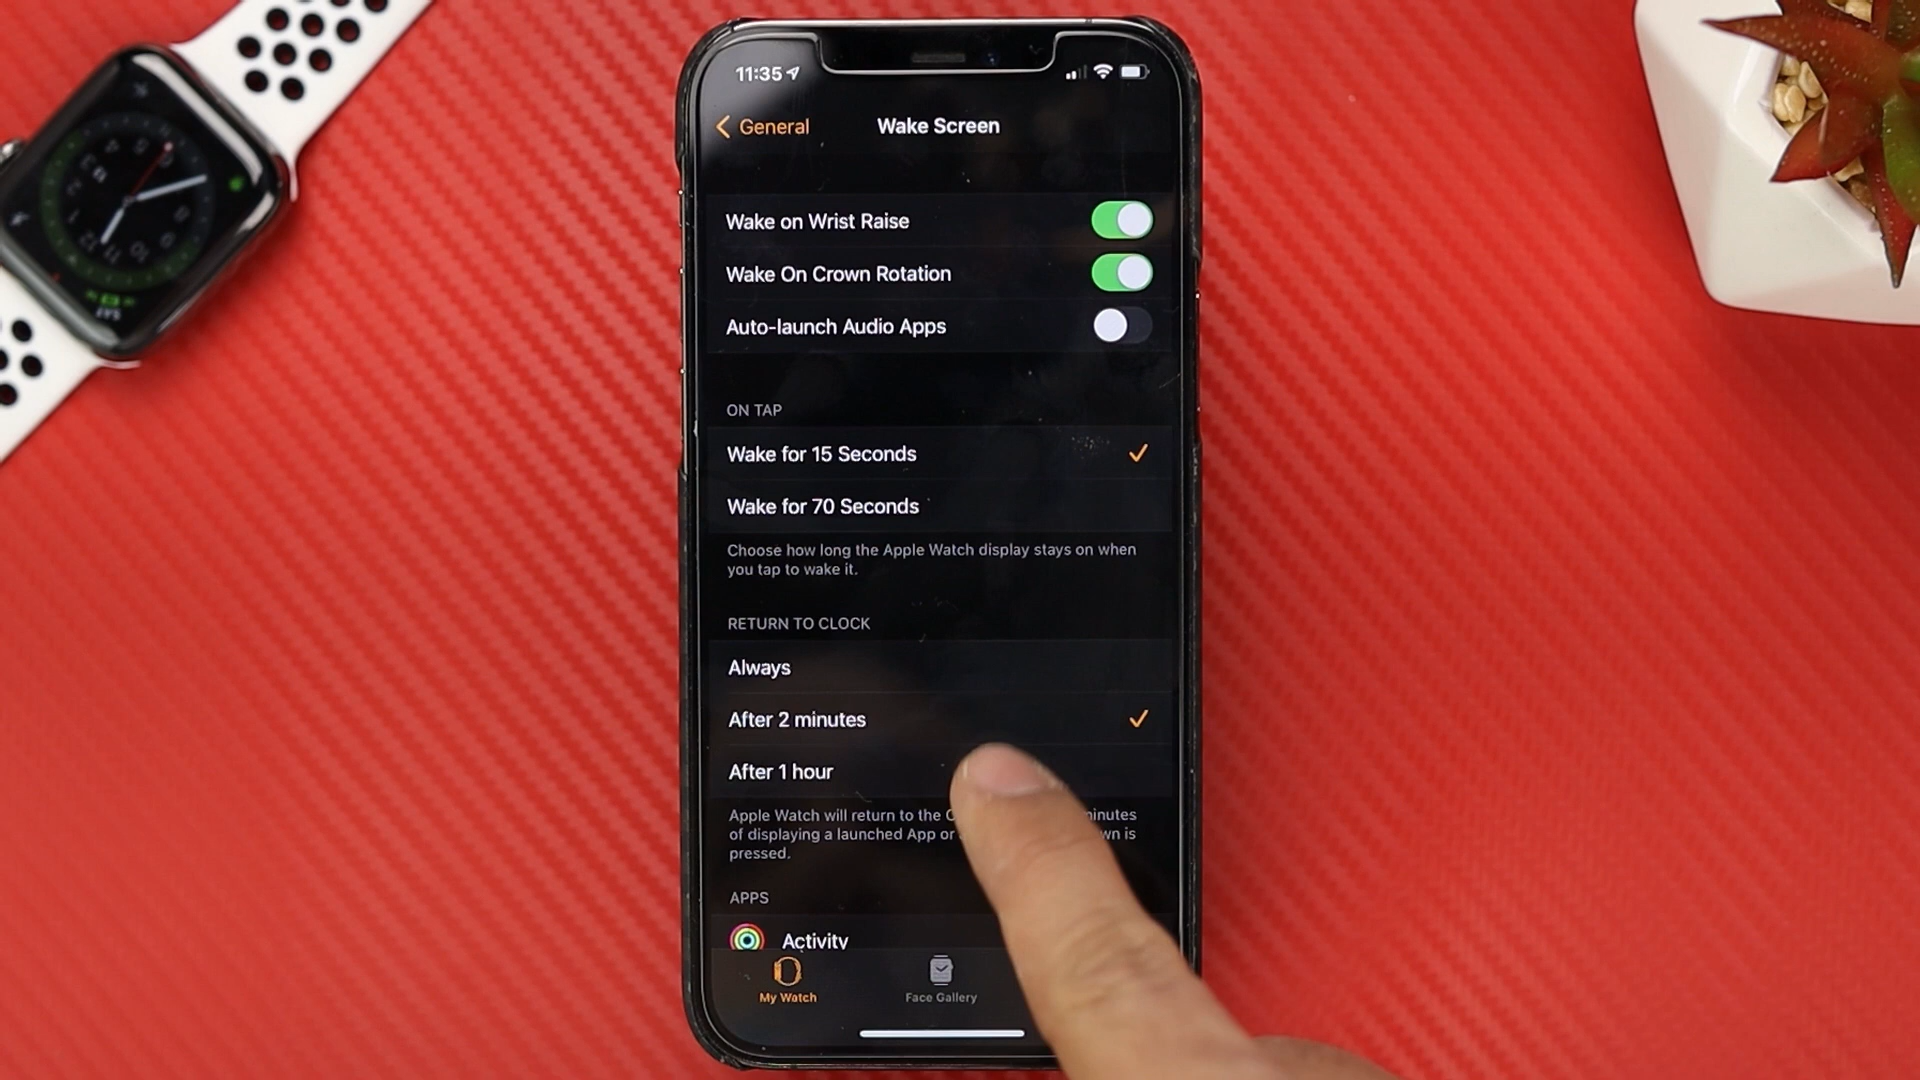 11:35
General
Wake Screen
Wake on Wrist Raise
Wake On Crown Rotation
Auto-launch Audio Apps
ON TAP
Wake for 15 Seconds
Wake for 70 Seconds
Choose how long the Apple Watch display stays on when
you tap to wake it.
RETURN TO CLOCK
Always
After 2 minutes
After 1 hour
Apple Watch will return to the
of displaying a launched App or is
pressed.
APPS
Activity
My Watch
Face Gallery